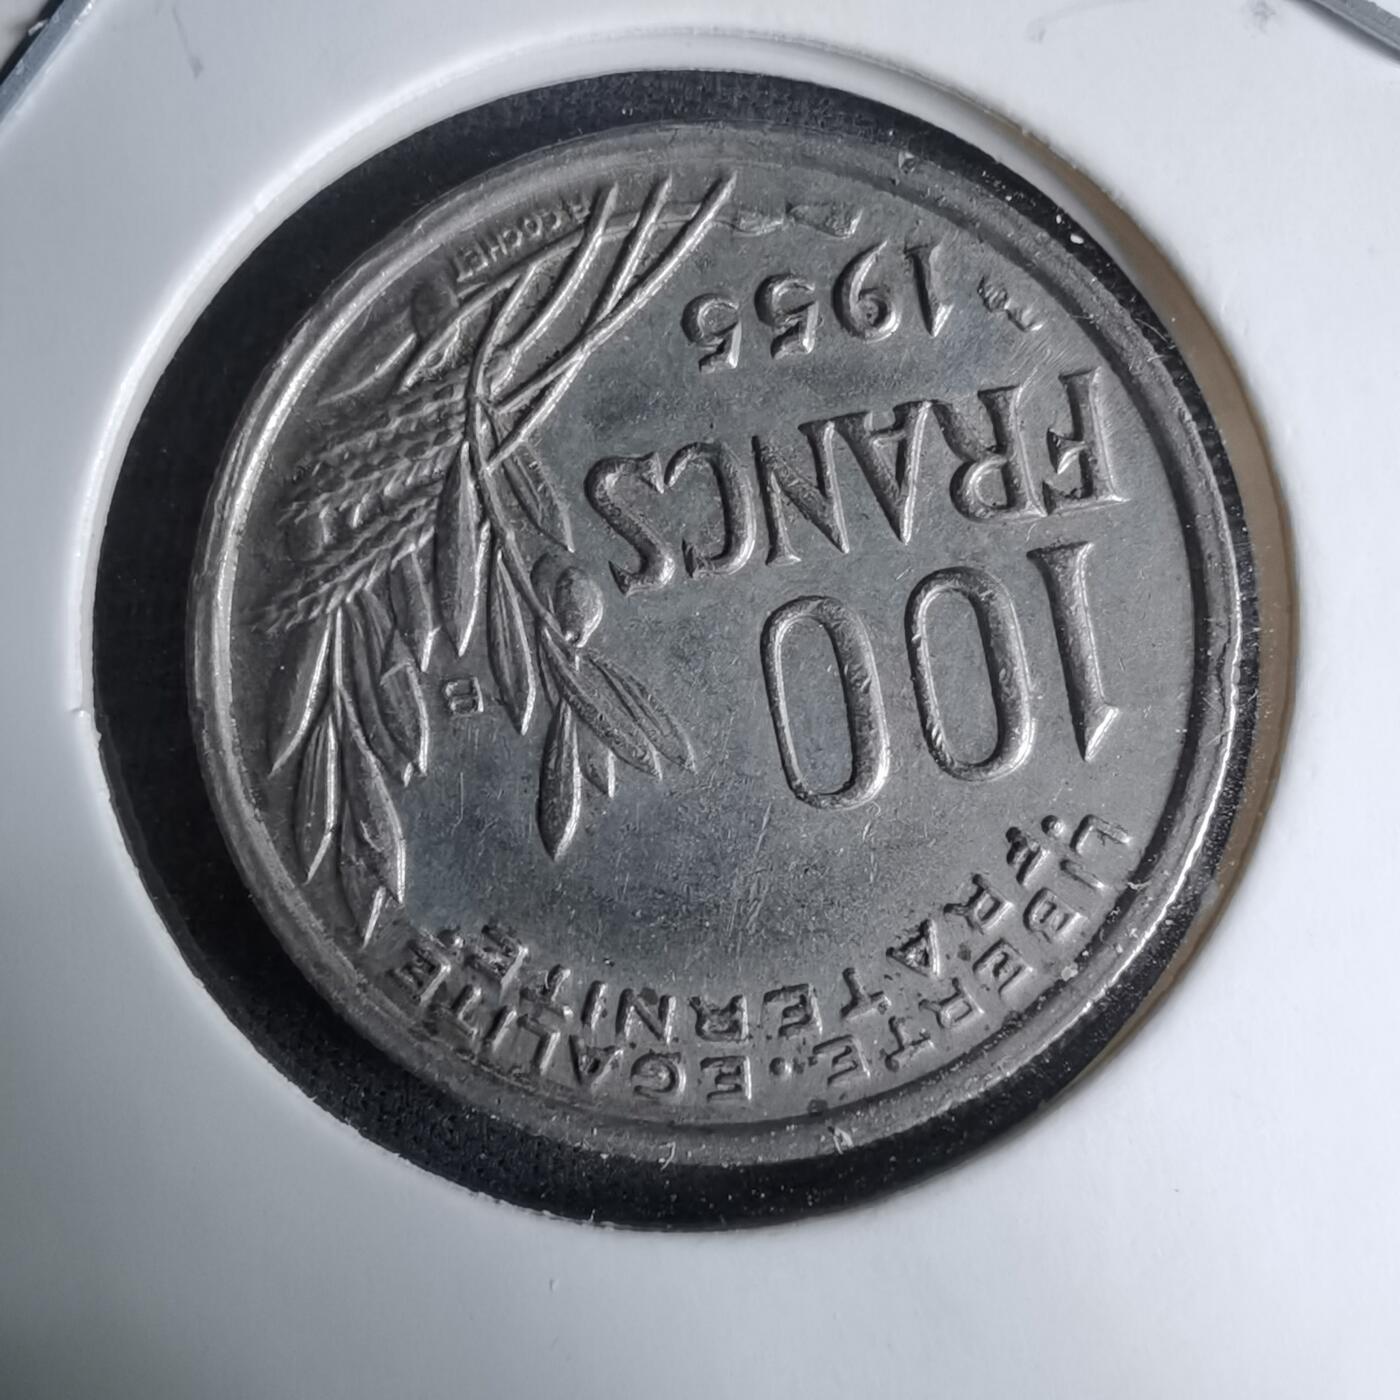 LIBERTE·EGALITE
FRATERNITE.
100
FRANCS
1955
B
R.COCHET